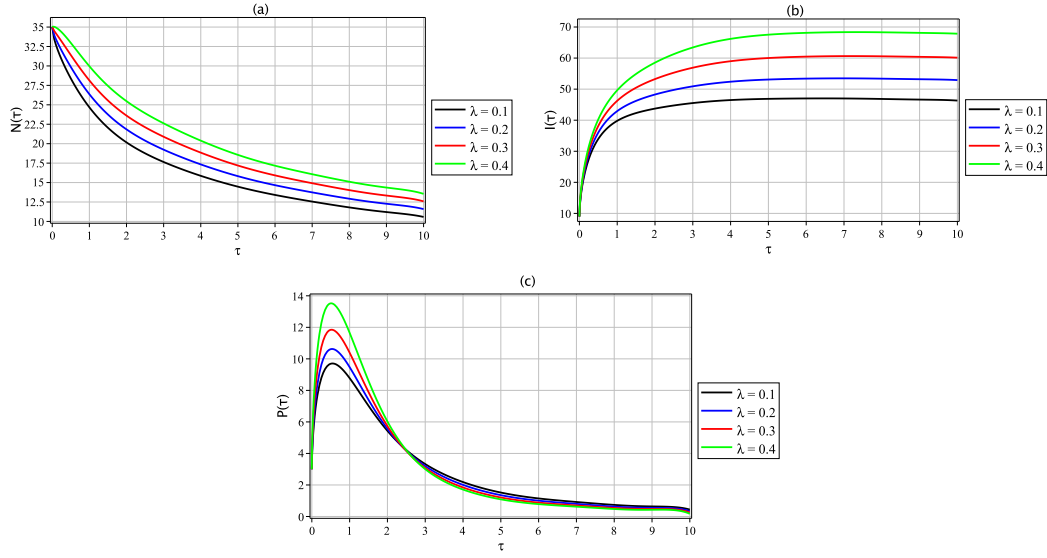 (a)
35
32.5
30
27.5
25
22.5
20
17.5
15
12.5
10
N(τ)
0 1 2 3 4 5 6 7 8 9 10
τ
λ = 0.1
λ = 0.2
λ = 0.3
λ = 0.4
(b)
70
60
50
40
30
20
10
I(τ)
0 1 2 3 4 5 6 7 8 9 10
τ
λ = 0.1
λ = 0.2
λ = 0.3
λ = 0.4
(c)
14
12
10
8
6
4
2
0
P(τ)
0 1 2 3 4 5 6 7 8 9 10
τ
λ = 0.1
λ = 0.2
λ = 0.3
λ = 0.4